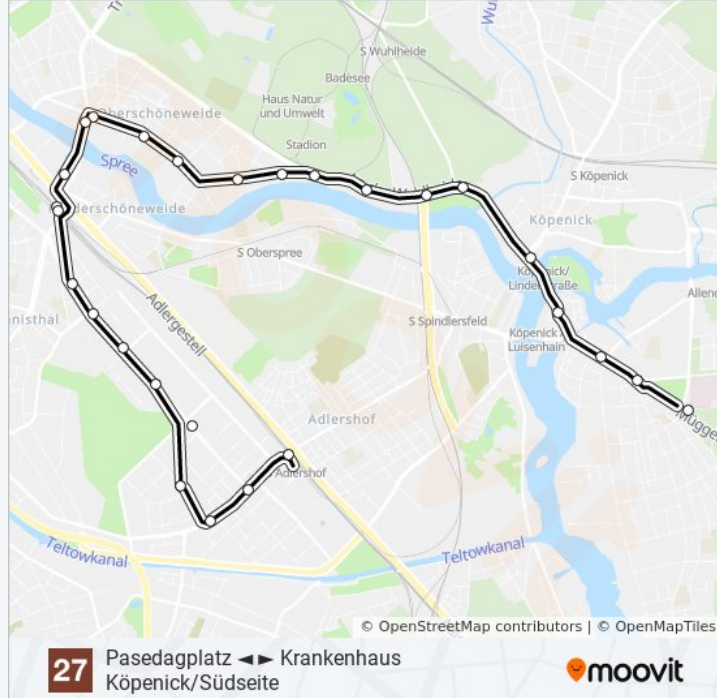 S Wuhlheide
Badesee
Haus Natur
und Umwelt
Oberschöneweide
Stadion
Spree
S Köpenick
Köpenick
S Oberspree
Köpenick/
Adlergestell
S Spindlersfeld
Köpenick
Luisenhain
Adlershof
Adlershof
Teltowkanal
Teltowkanal
© OpenStreetMap contributors | © OpenMapTiles
27
Pasedagplatz ◄► Krankenhaus
Köpenick/Südseite
moovit